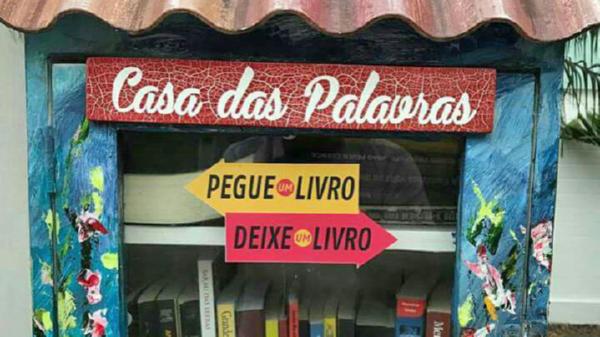 Casa das Palavras
PEGUE UM LIVRO
DEIXE UM LIVRO